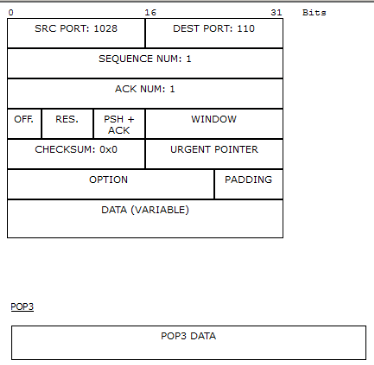 0 16 31 Bits
SRC PORT: 1028 DEST PORT: 110
SEQUENCE NUM: 1
ACK NUM: 1
OFF. RES. PSH + WINDOW
ACK
CHECKSUM: 0x0 URGENT POINTER
OPTION PADDING
DATA (VARIABLE)
POP3
POP3 DATA